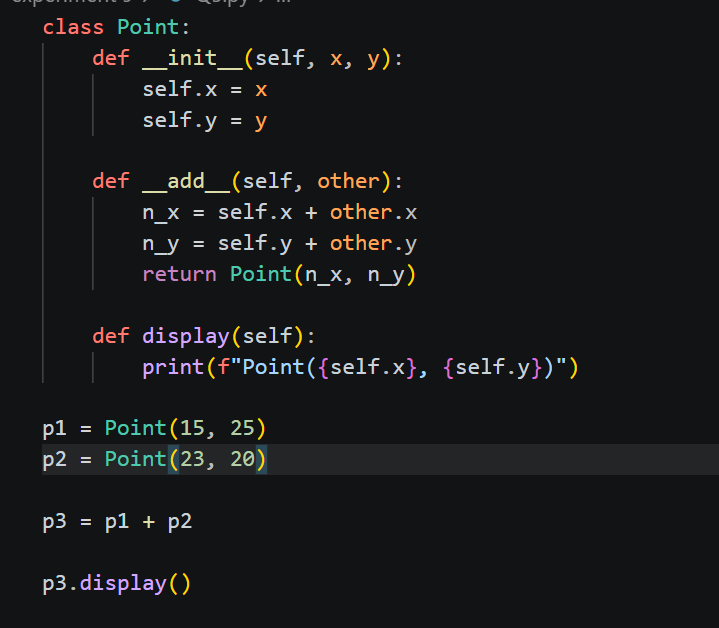 class Point:
    def __init__(self, x, y):
        self.x = x
        self.y = y
    def __add__(self, other):
        n_x = self.x + other.x
        n_y = self.y + other.y
        return Point(n_x, n_y)
    def display(self):
        print(f"Point({self.x}, {self.y})")
p1 = Point(15, 25)
p2 = Point(23, 20)
p3 = p1 + p2
p3.display()